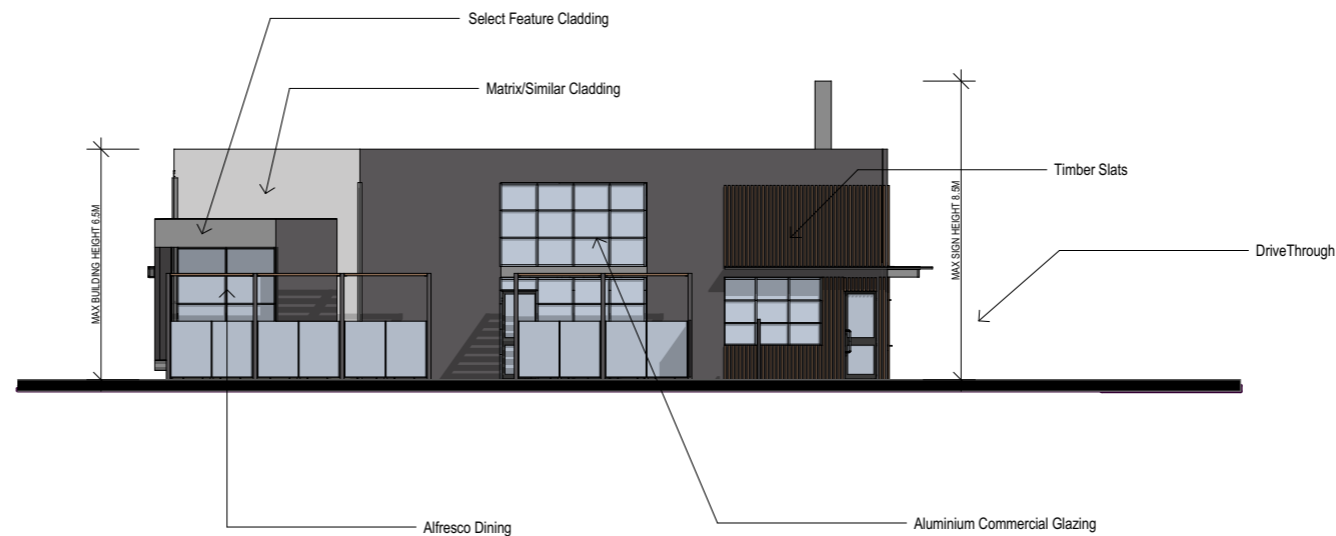 Select Feature Cladding
Matrix/Similar Cladding
MAX BUILDING HEIGHT 6.5M
MAX SIGN HEIGHT 8.5M
Timber Slats
DriveThrough
Alfresco Dining
Aluminium Commercial Glazing